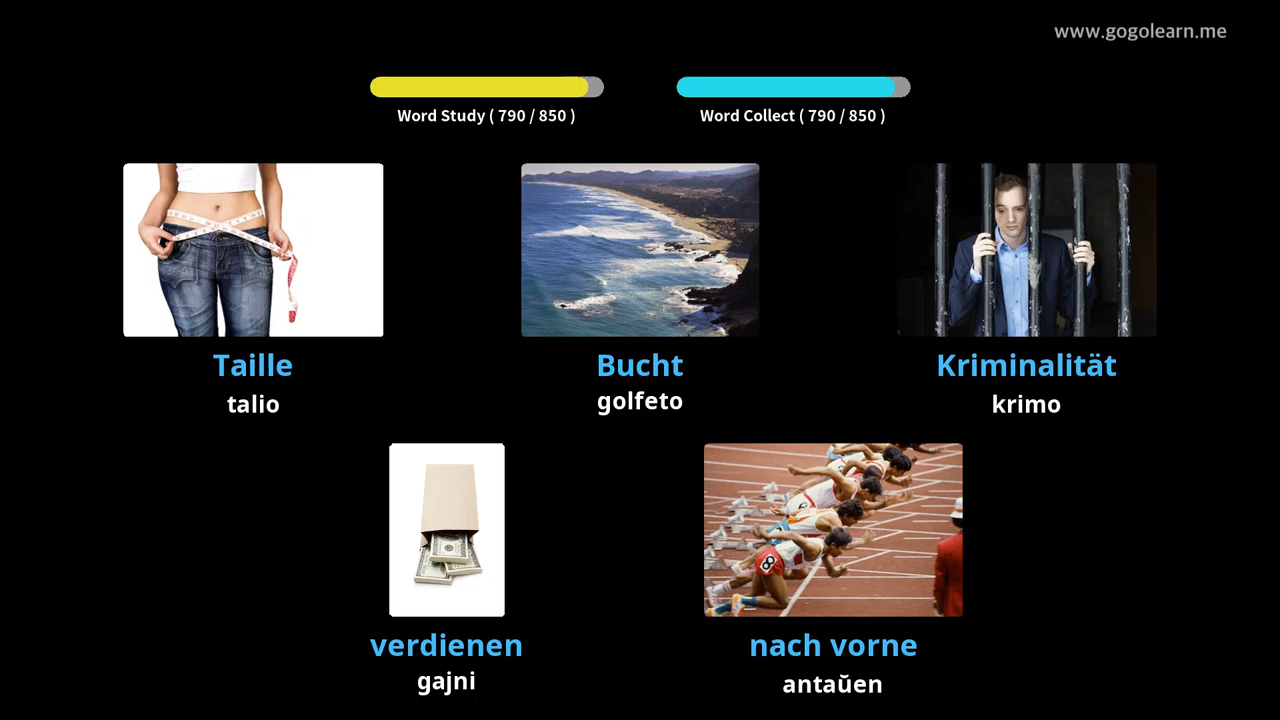 www.gogolearn.me
Word Study ( 790 / 850 )
Word Collect ( 790 / 850 )
Taille
talio
Bucht
golfeto
Kriminalität
krimo
verdienen
gajni
nach vorne
antaŭen